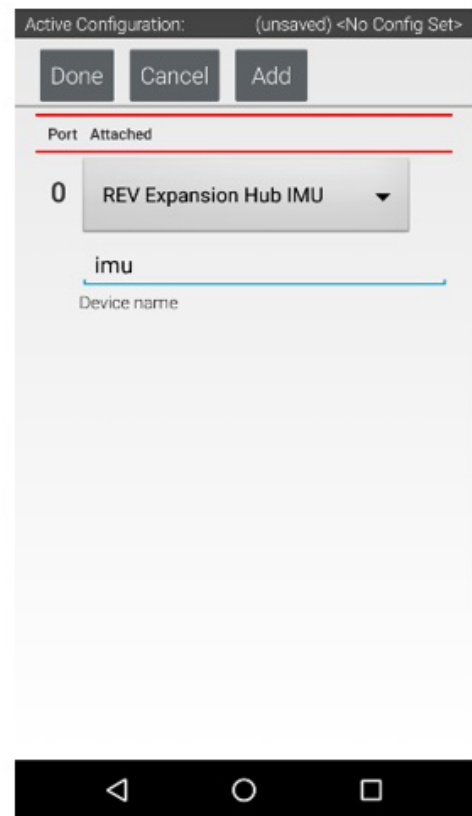 Active Configuration: (unsaved) <No Config Set>
Done Cancel Add
Port Attached
0 REV Expansion Hub IMU
imu
Device name